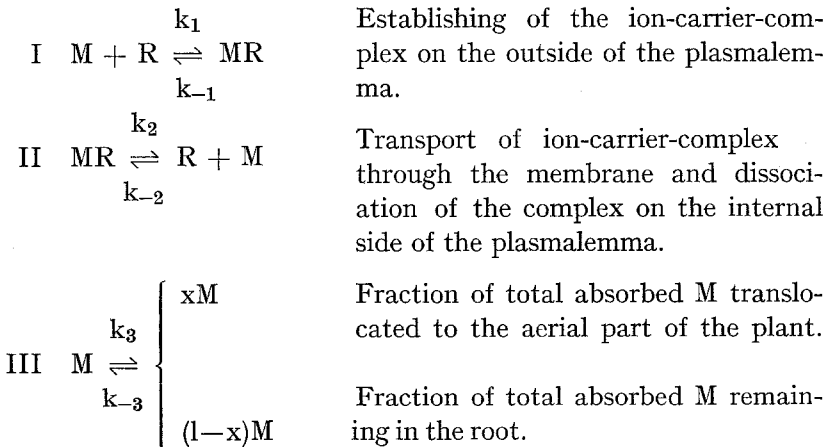 k₁
I M + R ⇌ MR
k₋₁
Establishing of the ion-carrier-com-
plex on the outside of the plasmalem-
ma.
k₂
II MR ⇌ R + M
k₋₂
Transport of ion-carrier-complex
through the membrane and dissoci-
ation of the complex on the internal
side of the plasmalemma.
xM
k₃
III M ⇌ {
k₋₃
(l—x)M
Fraction of total absorbed M translo-
cated to the aerial part of the plant.
Fraction of total absorbed M remain-
ing in the root.